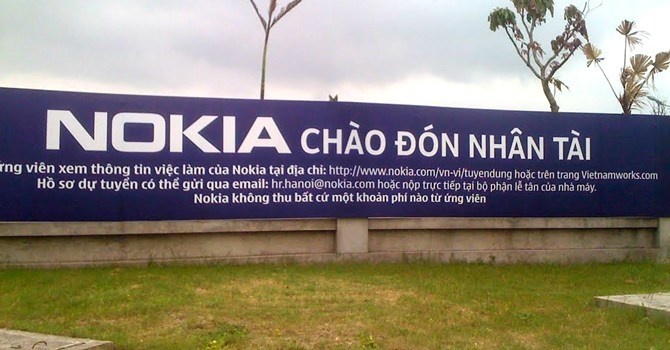 NOKIA CHÀO ĐÓN NHÂN TÀI
ứng viên xem thông tin việc làm của Nokia tại địa chỉ: http://www.nokia.com/vn-vi/tuyendung hoặc trên trang Vietnamworks.com
Hồ sơ dự tuyển có thể gửi qua email: hr.hanoi@nokia.com hoặc nộp trực tiếp tại bộ phận lễ tân của nhà máy.
Nokia không thu bất cứ một khoản phí nào từ ứng viên